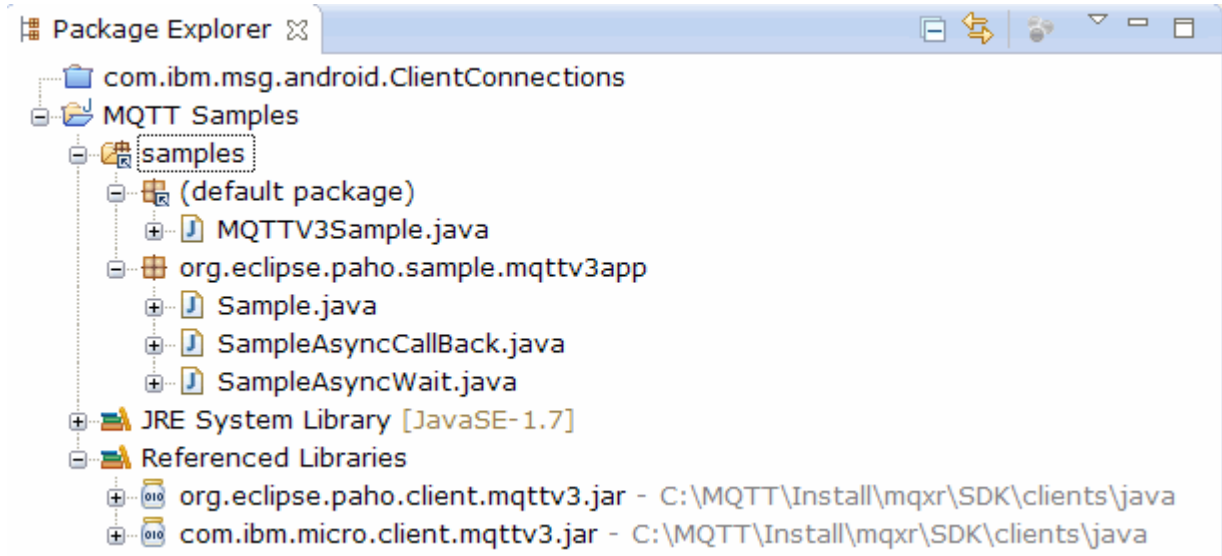 Package Explorer
com.ibm.msg.android.ClientConnections
MQTT Samples
samples
(default package)
MQTTV3Sample.java
org.eclipse.paho.sample.mqttv3app
Sample.java
SampleAsyncCallBack.java
SampleAsyncWait.java
JRE System Library [JavaSE-1.7]
Referenced Libraries
org.eclipse.paho.client.mqttv3.jar - C:\MQTT\Install\mqxr\SDK\clients\java
com.ibm.micro.client.mqttv3.jar - C:\MQTT\Install\mqxr\SDK\clients\java